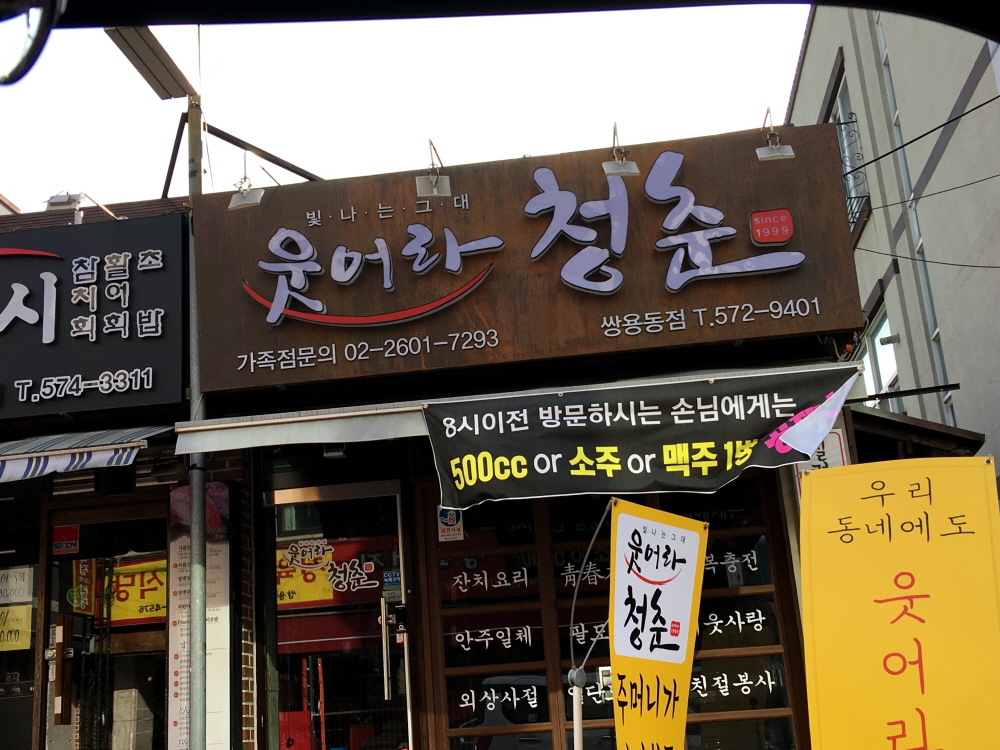 빛·나·는·그·대
웃어라 청춘
since
1999
가족점문의 02-2601-7293
쌍용동점 T.572-9401
시
참 활 초
치 어
회 회 밥
T.574-3311
8시이전 방문하시는 손님에게는
500cc or 소주 or 맥주
우리
동네에도
웃
어
라
빛나는그대
웃어라
청춘
주머니가
웃어라
청춘
CCTV
잔치요리
青春
복충전
안주일체
웃사랑
외상사절
친절봉사
4576